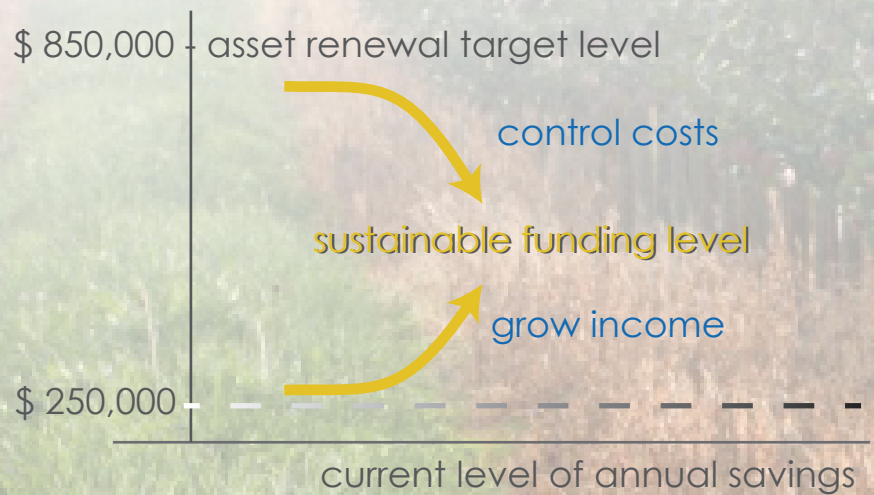 $ 850,000 - asset renewal target level
control costs
sustainable funding level
grow income
$ 250,000
current level of annual savings